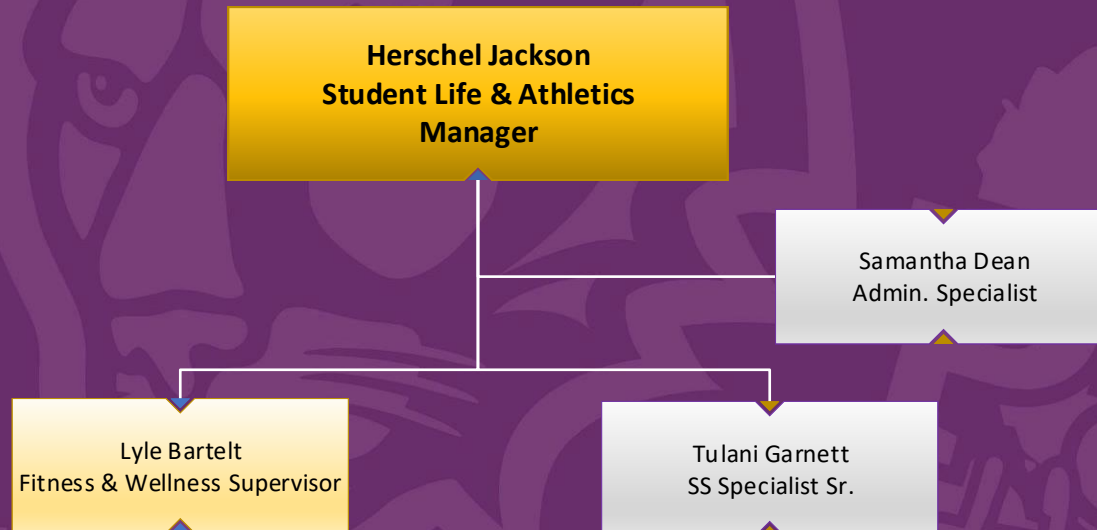 Herschel Jackson
Student Life & Athletics
Manager
Samantha Dean
Admin. Specialist
Lyle Bartelt
Fitness & Wellness Supervisor
Tulani Garnett
SS Specialist Sr.